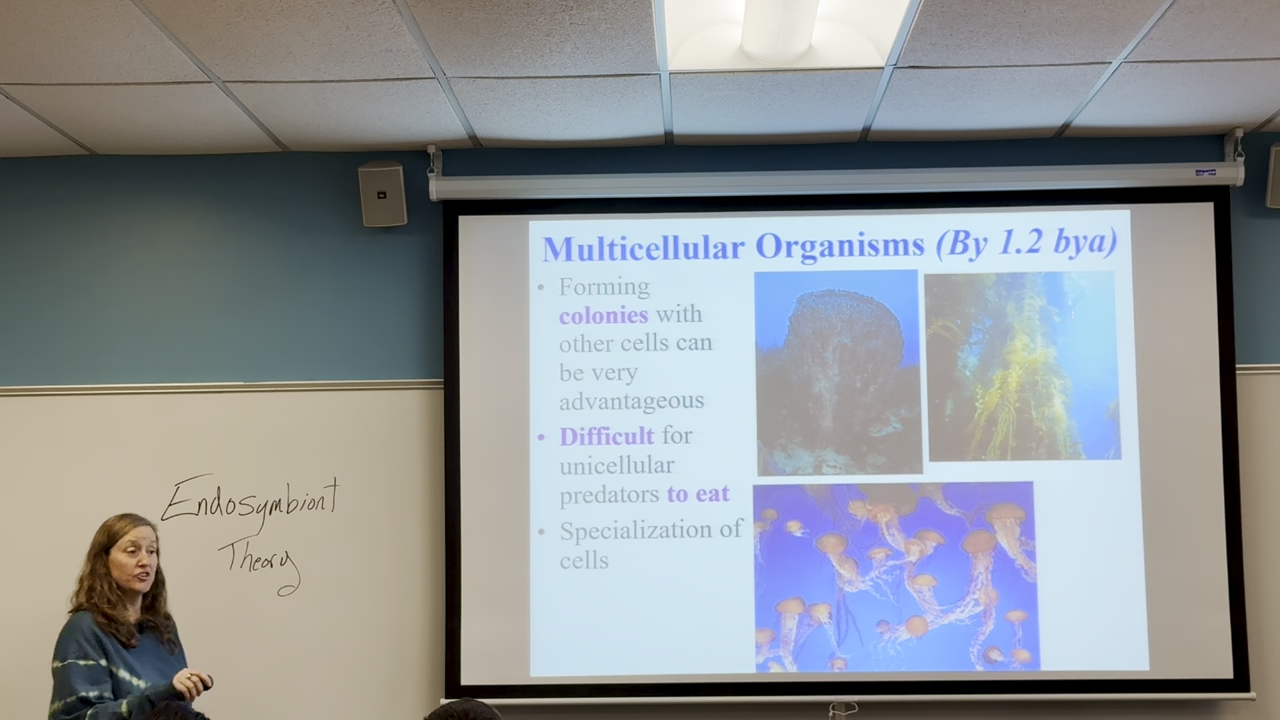 Multicellular Organisms (By 1.2 bya)
• Forming
colonies with
other cells can
be very
advantageous
• Difficult for
unicellular
predators to eat
• Specialization of
cells
Endosymbiont
Theory